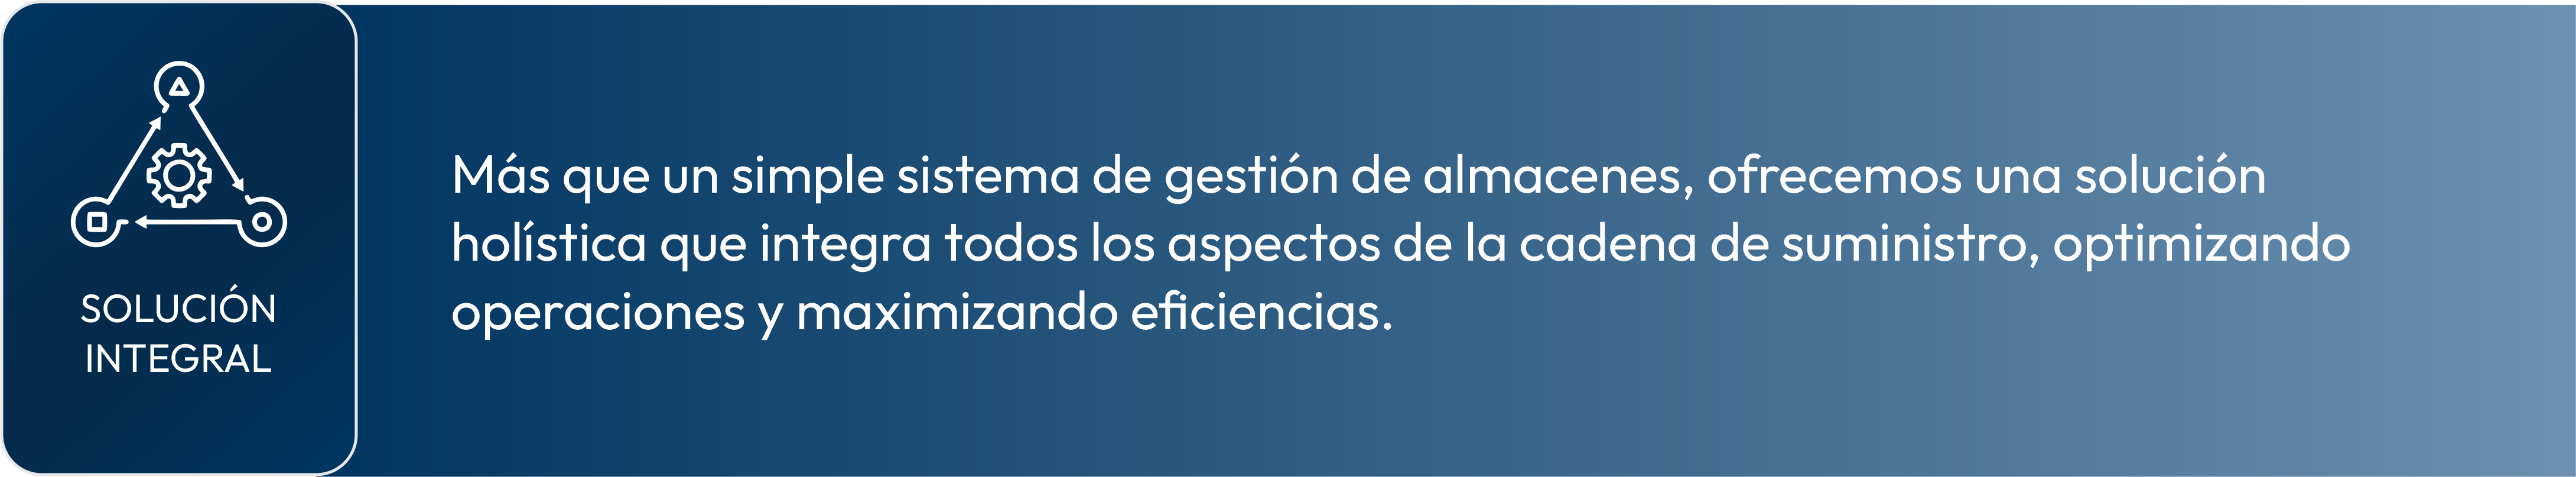 SOLUCIÓN
INTEGRAL
Más que un simple sistema de gestión de almacenes, ofrecemos una solución
holística que integra todos los aspectos de la cadena de suministro, optimizando
operaciones y maximizando eficiencias.